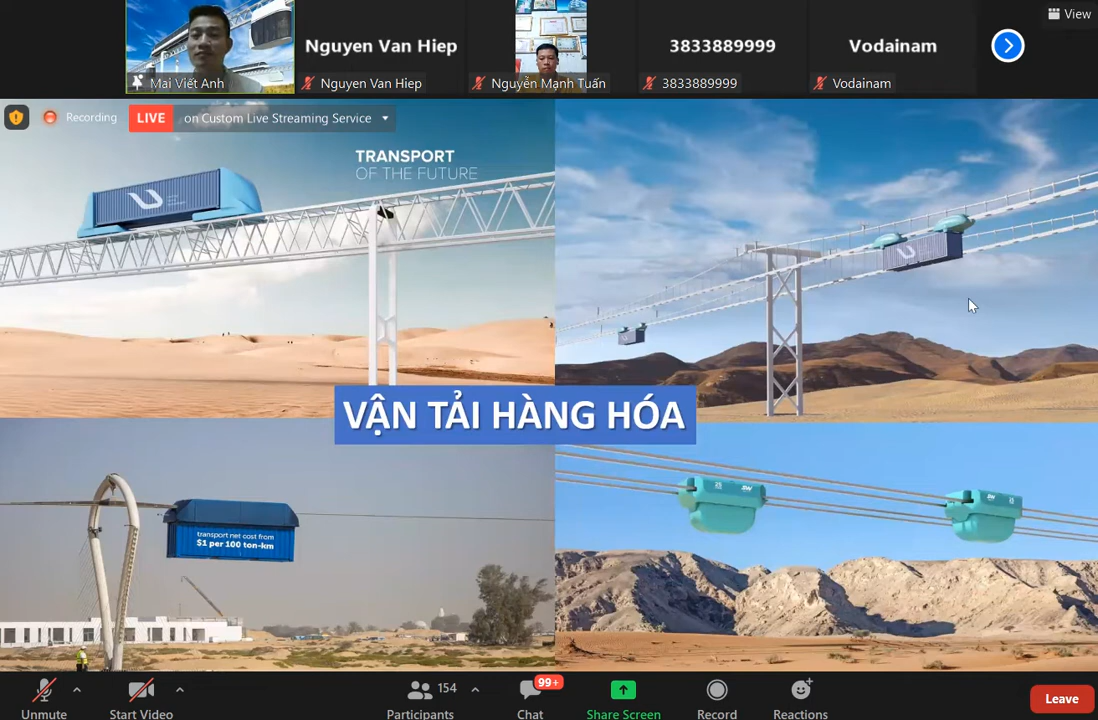 View
Nguyen Van Hiep
3833889999
Vodainam
Mai Viết Anh
Nguyen Van Hiep
Nguyễn Mạnh Tuấn
3833889999
Vodainam
Recording
LIVE
on Custom Live Streaming Service
TRANSPORT
OF THE FUTURE
VẬN TẢI HÀNG HÓA
transport net cost from
$1 per 100 ton-km
25
25
154
99+
Unmute
Start Video
Participants
Chat
Share Screen
Record
Reactions
Leave